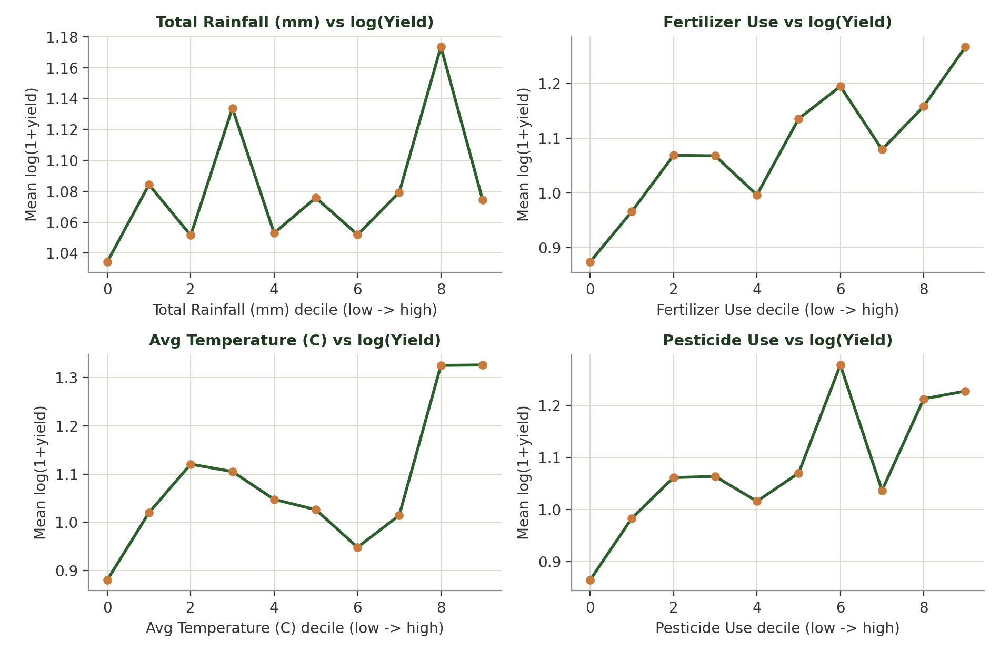 Total Rainfall (mm) vs log(Yield)
Mean log(1+yield)
1.18
1.16
1.14
1.12
1.10
1.08
1.06
1.04
0 2 4 6 8
Total Rainfall (mm) decile (low -> high)
Fertilizer Use vs log(Yield)
Mean log(1+yield)
1.2
1.1
1.0
0.9
0 2 4 6 8
Fertilizer Use decile (low -> high)
Avg Temperature (C) vs log(Yield)
Mean log(1+yield)
1.3
1.2
1.1
1.0
0.9
0 2 4 6 8
Avg Temperature (C) decile (low -> high)
Pesticide Use vs log(Yield)
Mean log(1+yield)
1.2
1.1
1.0
0.9
0 2 4 6 8
Pesticide Use decile (low -> high)